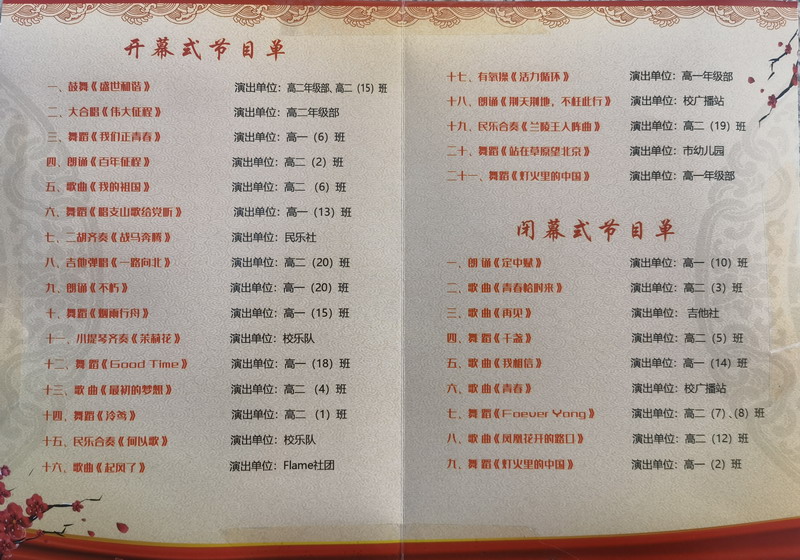 开幕式节目单
一、鼓舞《盛世和谐》 演出单位：高二年级部、高二（15）班
二、大合唱《伟大征程》 演出单位：高二年级部
三、舞蹈《我们正青春》 演出单位：高一（6）班
四、朗诵《百年征程》 演出单位：高二（2）班
五、歌曲《我的祖国》 演出单位：高二（6）班
六、舞蹈《唱支山歌给党听》 演出单位：高一（13）班
七、二胡齐奏《战马奔腾》 演出单位：民乐社
八、吉他弹唱《一路向北》 演出单位：高二（20）班
九、朗诵《不朽》 演出单位：高一（20）班
十、舞蹈《烟雨行舟》 演出单位：高一（15）班
十一、小提琴齐奏《茉莉花》 演出单位：校乐队
十二、舞蹈《Good Time》 演出单位：高一（18）班
十三、歌曲《最初的梦想》 演出单位：高二（4）班
十四、舞蹈《泠鸢》 演出单位：高二（1）班
十五、民乐合奏《何以歌》 演出单位：校乐队
十六、歌曲《起风了》 演出单位：Flame社团
十七、有氧操《活力循环》 演出单位：高一年级部
十八、朗诵《别天别地，不枉此行》 演出单位：校广播站
十九、民乐合奏《兰陵王入阵曲》 演出单位：高二（19）班
二十、舞蹈《站在草原望北京》 演出单位：市幼儿园
二十一、舞蹈《灯火里的中国》 演出单位：高一年级部
闭幕式节目单
一、朗诵《定中赋》 演出单位：高一（10）班
二、歌曲《青春恰时来》 演出单位：高二（3）班
三、歌曲《再见》 演出单位：吉他社
四、舞蹈《千盏》 演出单位：高二（5）班
五、歌曲《我相信》 演出单位：高一（14）班
六、歌曲《青春》 演出单位：校广播站
七、舞蹈《Faever Yong》 演出单位：高二（7）、（8）班
八、歌曲《凤凰花开的路口》 演出单位：高二（12）班
九、舞蹈《灯火里的中国》 演出单位：高一（2）班